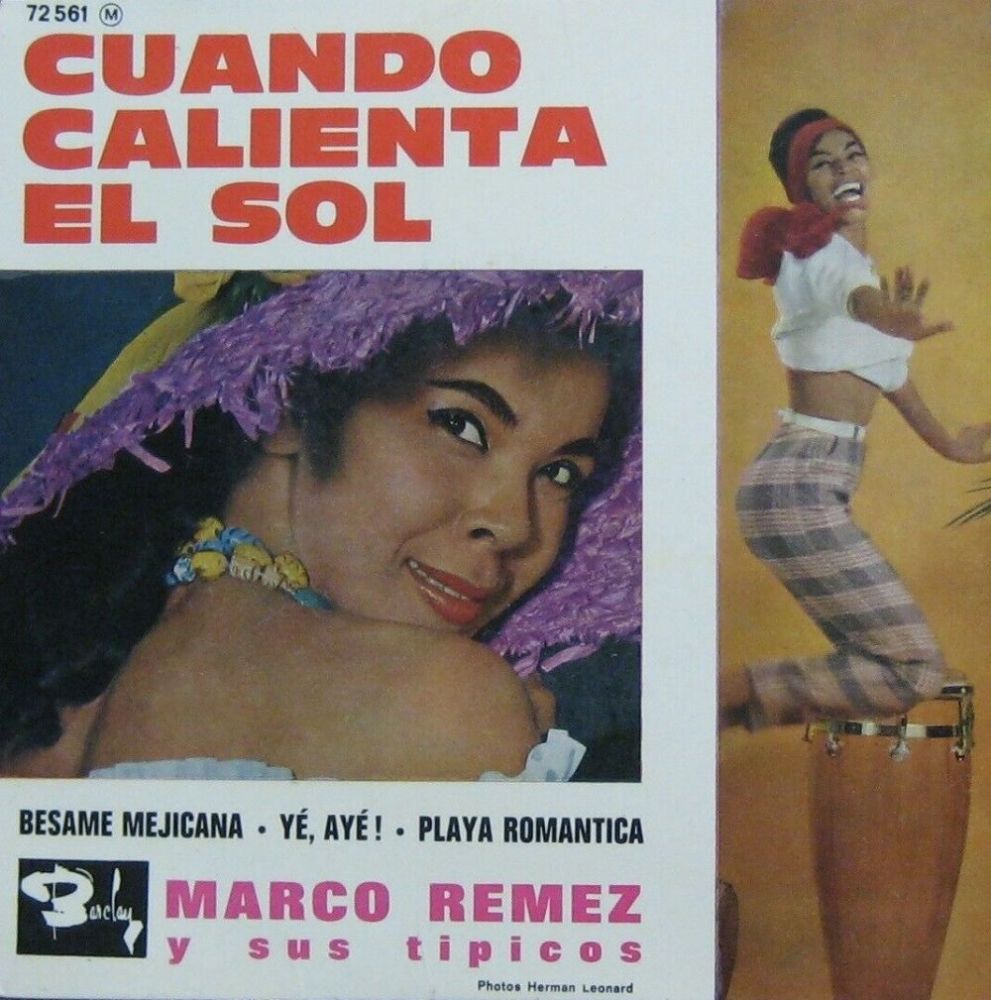 72 561 Ⓜ
CUANDO
CALIENTA
EL SOL
BESAME MEJICANA • YÉ, AYÉ ! • PLAYA ROMANTICA
Barclay
MARCO REMEZ
y sus tipicos
Photos Herman Leonard